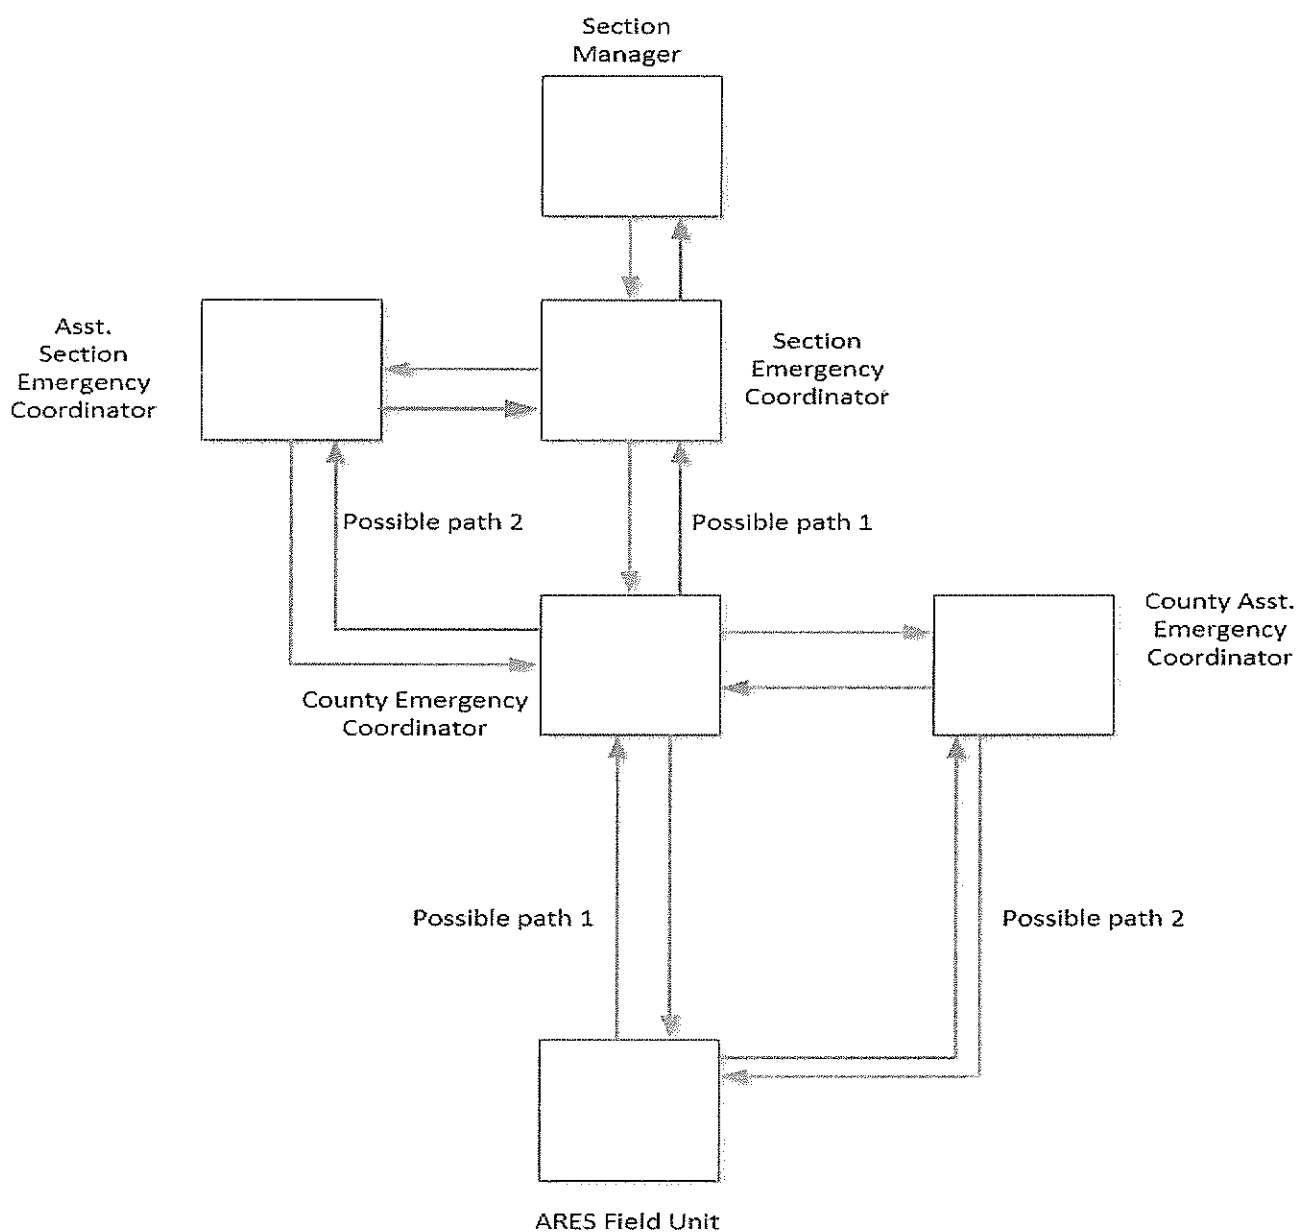 Section
Manager
Asst.
Section
Emergency
Coordinator
Section
Emergency
Coordinator
Possible path 2
Possible path 1
County Emergency
Coordinator
County Asst.
Emergency
Coordinator
Possible path 1
Possible path 2
ARES Field Unit